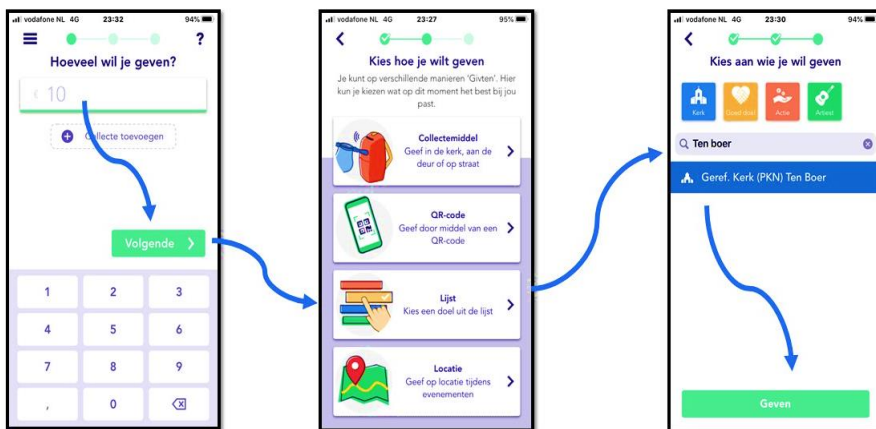 vodafone NL 4G 23:32 94%
?
Hoeveel wil je geven?
‹ 10
Collecte toevoegen
Volgende
1 2 3
4 5 6
7 8 9
, 0
vodafone NL 4G 23:27 95%
Kies hoe je wilt geven
Je kunt op verschillende manieren 'Givten'. Hier
kun je kiezen wat op dit moment het best bij jou
past.
Collectemiddel
Geef in de kerk, aan de
deur of op straat
QR-code
Geef door middel van een
QR-code
Lijst
Kies een doel uit de lijst
Locatie
Geef op locatie tijdens
evenementen
vodafone NL 4G 23:30 94%
Kies aan wie je wil geven
Kerk Goed doel Actie Artiest
Ten boer
Geref. Kerk (PKN) Ten Boer
Geven